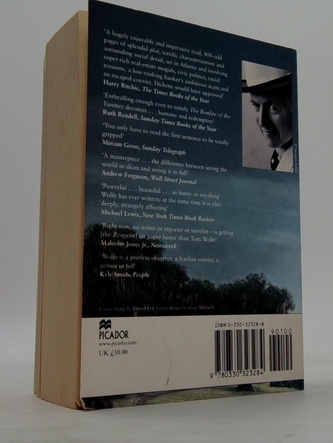 'A hugely enjoyable and impressive read, 800-odd
pages of splendid plot, terrific characterization and
astounding social detail, set in Atlanta and involving
super-rich real-estate moguls, civic politics, racial
tensions, a low-ranking banker's ambitious scam and
an escaped convict. Dickens would have approved'
Harry Ritchie, The Times Books of the Year
'Enthralling enough even to satisfy The Bonfire of the
Vanities devotees . . . humane and redemptive'
Ruth Rendell, Sunday Times Books of the Year
'You only have to read the first sentence to be totally
gripped'
Miriam Gross, Sunday Telegraph
'A masterpiece . . . the difference between seeing the
world in slices and seeing it in full'
Andrew Ferguson, Wall Street Journal
'Powerful . . . beautiful . . . as funny as anything
Wolfe has ever written; at the same time it is also
deeply, strangely affecting'
Michael Lewis, New York Times Book Review
'Right now, no writer or reporter or novelist – is getting
[the Zeitgeist] on paper better than Tom Wolfe'
Malcolm Jones Jr., Newsweek
'Wolfe is a peerless observer, a fearless satirist, a
genius in full'
Kyle Smith, People
PICADOR
www.picador.com
UK £10.00
ISBN 0-330-32328-8
90100
9 780330 323284